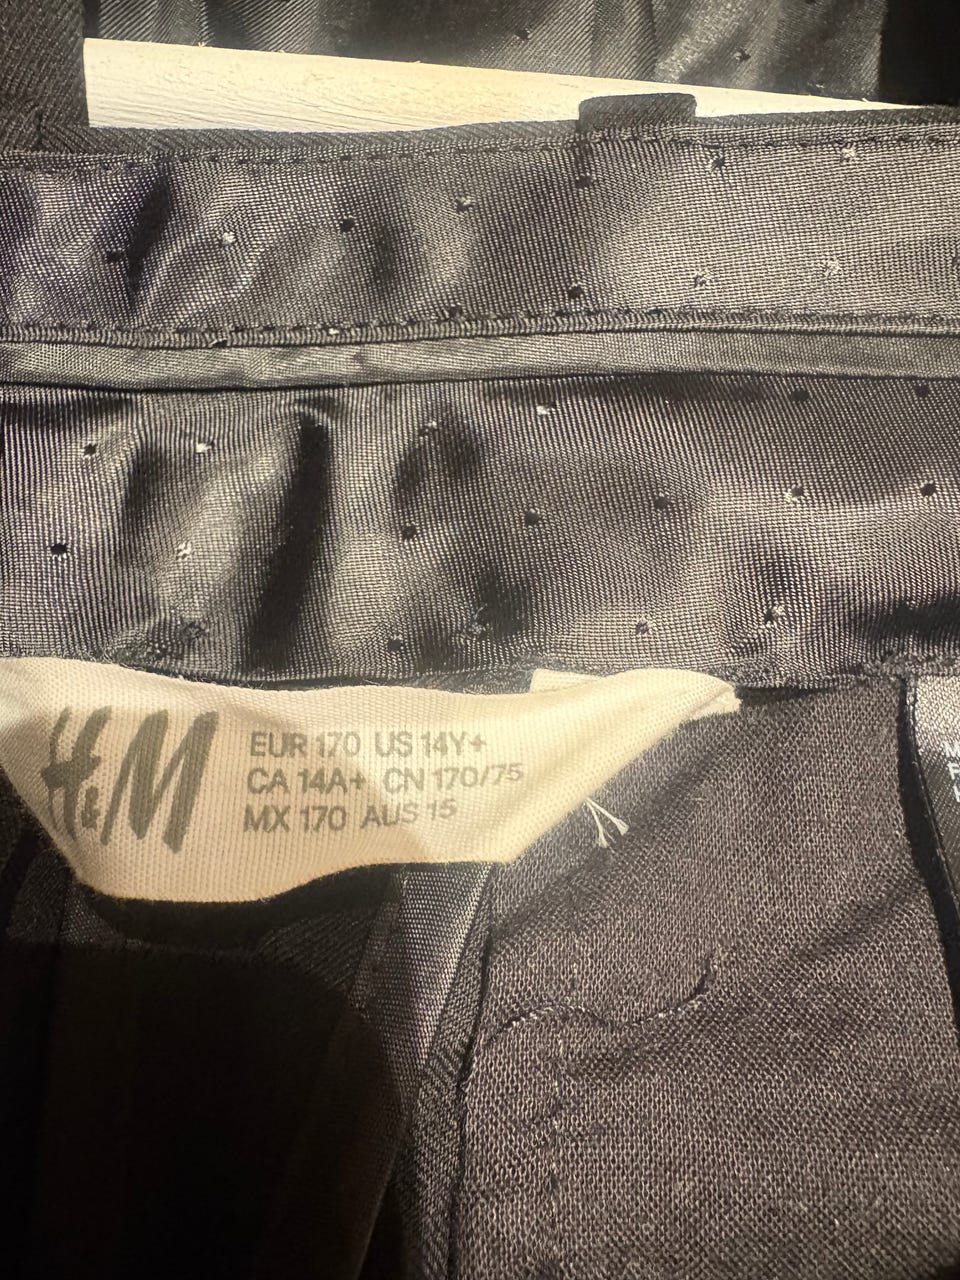 H&M
EUR 170 US 14Y+
CA 14A+ CN 170/75
MX 170 AUS 15